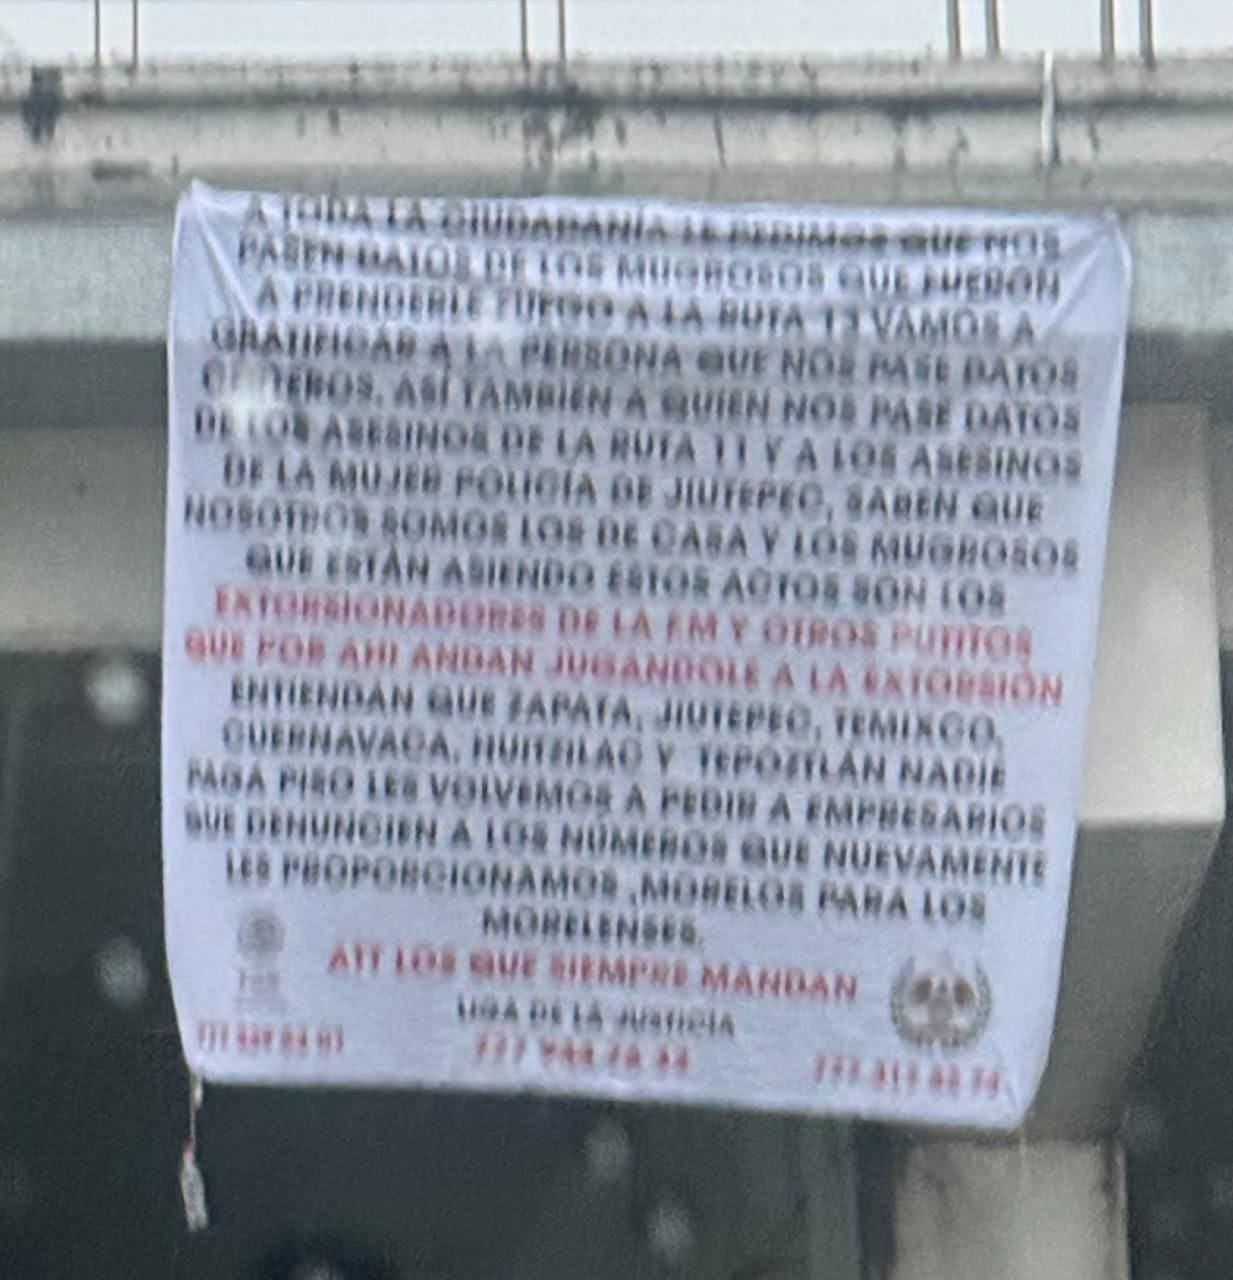 A TODA LA CIUDADANÍA LE PEDIMOS QUE NOS
PASEN DATOS DE LOS MUGROSOS QUE FUERON
A PRENDERLE FUEGO A LA RUTA 13 VAMOS A
GRATIFICAR A LA PERSONA QUE NOS PASE DATOS
CERTEROS, ASÍ TAMBIÉN A QUIEN NOS PASE DATOS
DE LOS ASESINOS DE LA RUTA 11 Y A LOS ASESINOS
DE LA MUJER POLICÍA DE JIUTEPEC, SABEN QUE
NOSOTROS SOMOS LOS DE CASA Y LOS MUGROSOS
QUE ESTÁN ASIENDO ESTOS ACTOS SON LOS
EXTORSIONADORES DE LA FM Y OTROS PUTITOS
QUE POR AHI ANDAN JUGANDOLE A LA EXTORSIÓN
ENTIENDAN QUE ZAPATA, JIUTEPEC, TEMIXCO,
CUERNAVACA, HUITZILAC Y TEPOZTLÁN NADIE
PAGA PISO LES VOLVEMOS A PEDIR A EMPRESARIOS
QUE DENUNCIEN A LOS NÚMEROS QUE NUEVAMENTE
LES PROPORCIONAMOS ,MORELOS PARA LOS
MORELENSES.
ATT LOS QUE SIEMPRE MANDAN
LIGA DE LA JUSTICIA